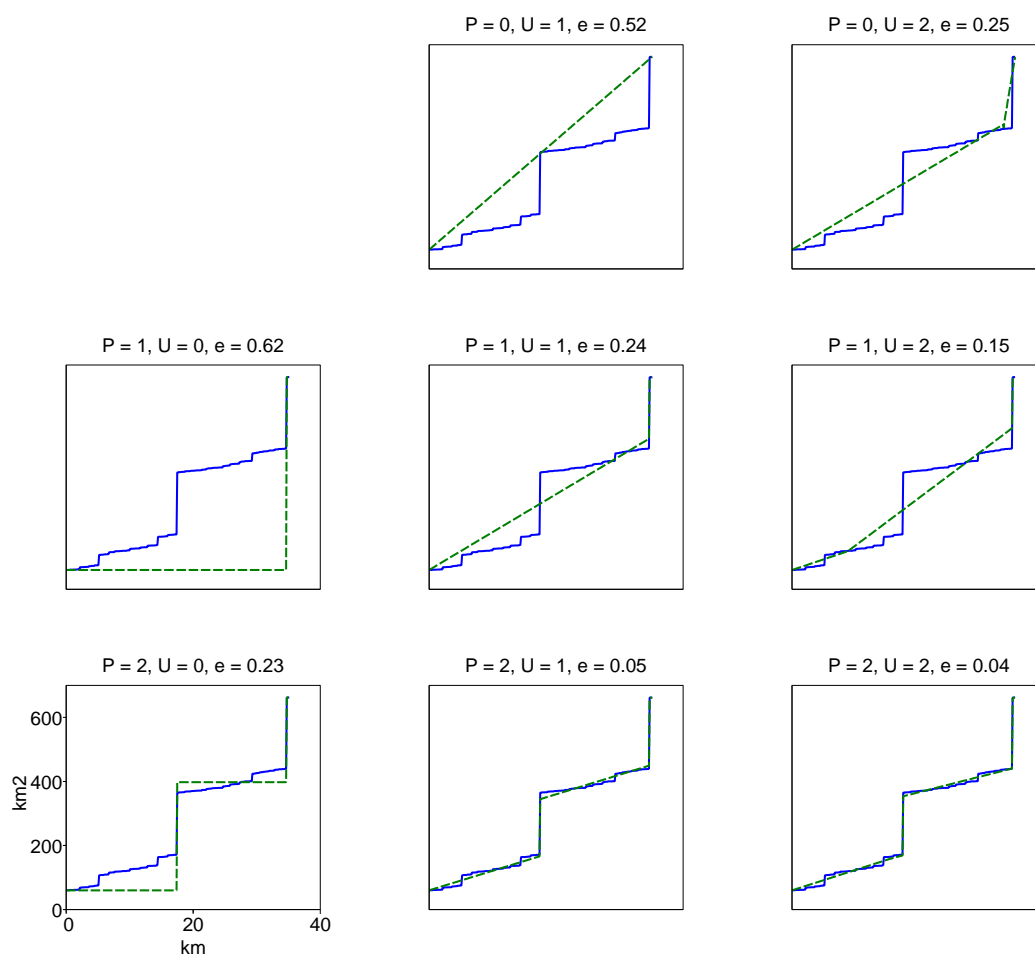 P = 0, U = 1, e = 0.52
P = 0, U = 2, e = 0.25
P = 1, U = 0, e = 0.62
P = 1, U = 1, e = 0.24
P = 1, U = 2, e = 0.15
P = 2, U = 0, e = 0.23
P = 2, U = 1, e = 0.05
P = 2, U = 2, e = 0.04
600
400
200
0
km2
0
20
40
km